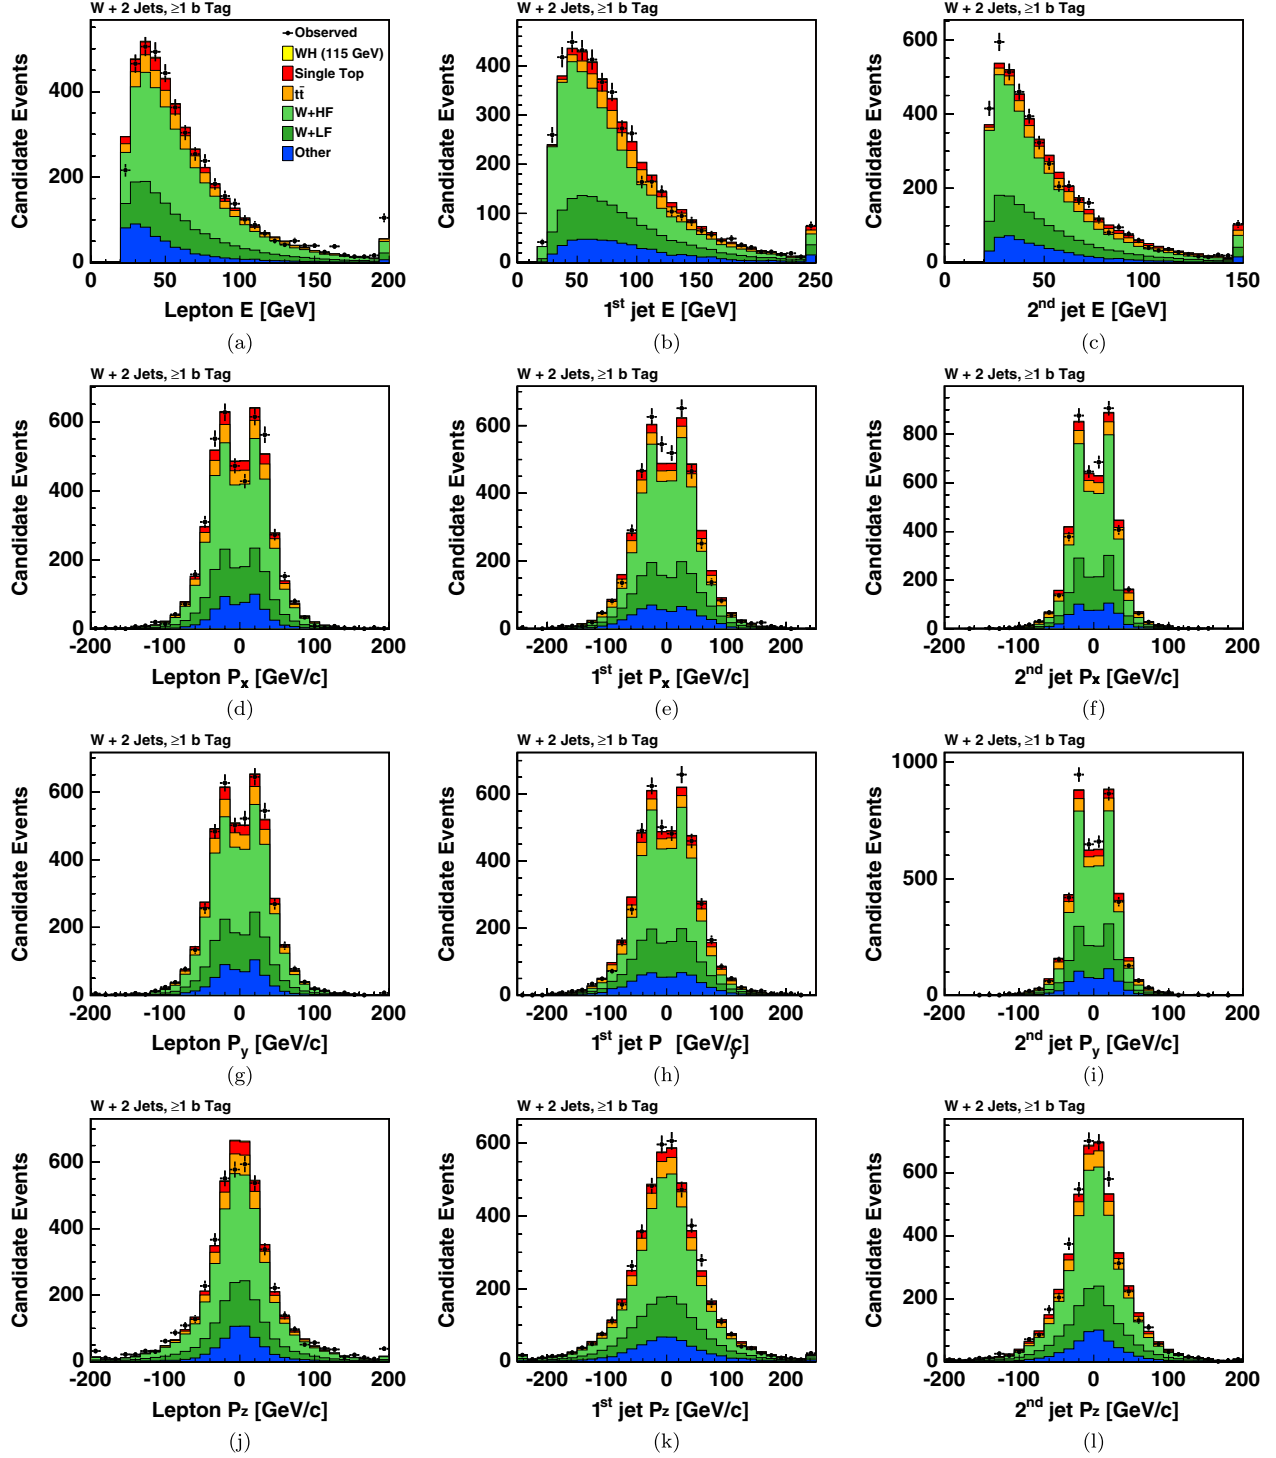 W + 2 Jets, ≥1 b Tag
Candidate Events
600
400
200
0
Observed
WH (115 GeV)
Single Top
tt̄
W+HF
W+LF
Other
0 50 100 150 200
Lepton E [GeV]
(a)
W + 2 Jets, ≥1 b Tag
Candidate Events
400
300
200
100
0
0 50 100 150 200 250
1st jet E [GeV]
(b)
W + 2 Jets, ≥1 b Tag
Candidate Events
600
400
200
0
0 50 100 150
2nd jet E [GeV]
(c)
W + 2 Jets, ≥1 b Tag
Candidate Events
600
400
200
0
-200 -100 0 100 200
Lepton Px [GeV/c]
(d)
W + 2 Jets, ≥1 b Tag
Candidate Events
600
400
200
0
-200 -100 0 100 200
1st jet Px [GeV/c]
(e)
W + 2 Jets, ≥1 b Tag
Candidate Events
800
600
400
200
0
-200 -100 0 100 200
2nd jet Px [GeV/c]
(f)
W + 2 Jets, ≥1 b Tag
Candidate Events
600
400
200
0
-200 -100 0 100 200
Lepton Py [GeV/c]
(g)
W + 2 Jets, ≥1 b Tag
Candidate Events
600
400
200
0
-200 -100 0 100 200
1st jet Py [GeV/c]
(h)
W + 2 Jets, ≥1 b Tag
Candidate Events
1000
500
0
-200 -100 0 100 200
2nd jet Py [GeV/c]
(i)
W + 2 Jets, ≥1 b Tag
Candidate Events
600
400
200
0
-200 -100 0 100 200
Lepton Pz [GeV/c]
(j)
W + 2 Jets, ≥1 b Tag
Candidate Events
600
400
200
0
-200 -100 0 100 200
1st jet Pz [GeV/c]
(k)
W + 2 Jets, ≥1 b Tag
Candidate Events
600
400
200
0
-200 -100 0 100 200
2nd jet Pz [GeV/c]
(l)